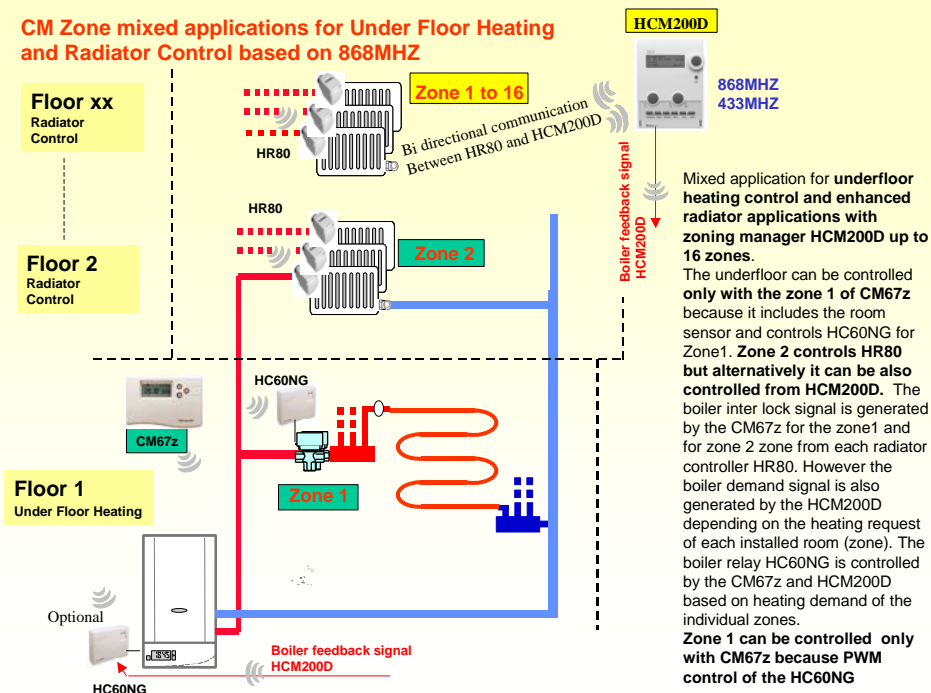 CM Zone mixed applications for Under Floor Heating
and Radiator Control based on 868MHZ
HCM200D
868MHZ
433MHZ
Floor xx
Radiator
Control
Zone 1 to 16
HR80
Bi directional communication
Between HR80 and HCM200D
Boiler feedback signal
HCM200D
HR80
Floor 2
Radiator
Control
Zone 2
HC60NG
CM67z
Floor 1
Under Floor Heating
Zone 1
Optional
HC60NG
Boiler feedback signal
HCM200D
Mixed application for underfloor
heating control and enhanced
radiator applications with
zoning manager HCM200D up to
16 zones.
The underfloor can be controlled
only with the zone 1 of CM67z
because it includes the room
sensor and controls HC60NG for
Zone1. Zone 2 controls HR80
but alternatively it can be also
controlled from HCM200D. The
boiler inter lock signal is generated
by the CM67z for the zone1 and
for zone 2 zone from each radiator
controller HR80. However the
boiler demand signal is also
generated by the HCM200D
depending on the heating request
of each installed room (zone). The
boiler relay HC60NG is controlled
by the CM67z and HCM200D
based on heating demand of the
individual zones.
Zone 1 can be controlled only
with CM67z because PWM
control of the HC60NG